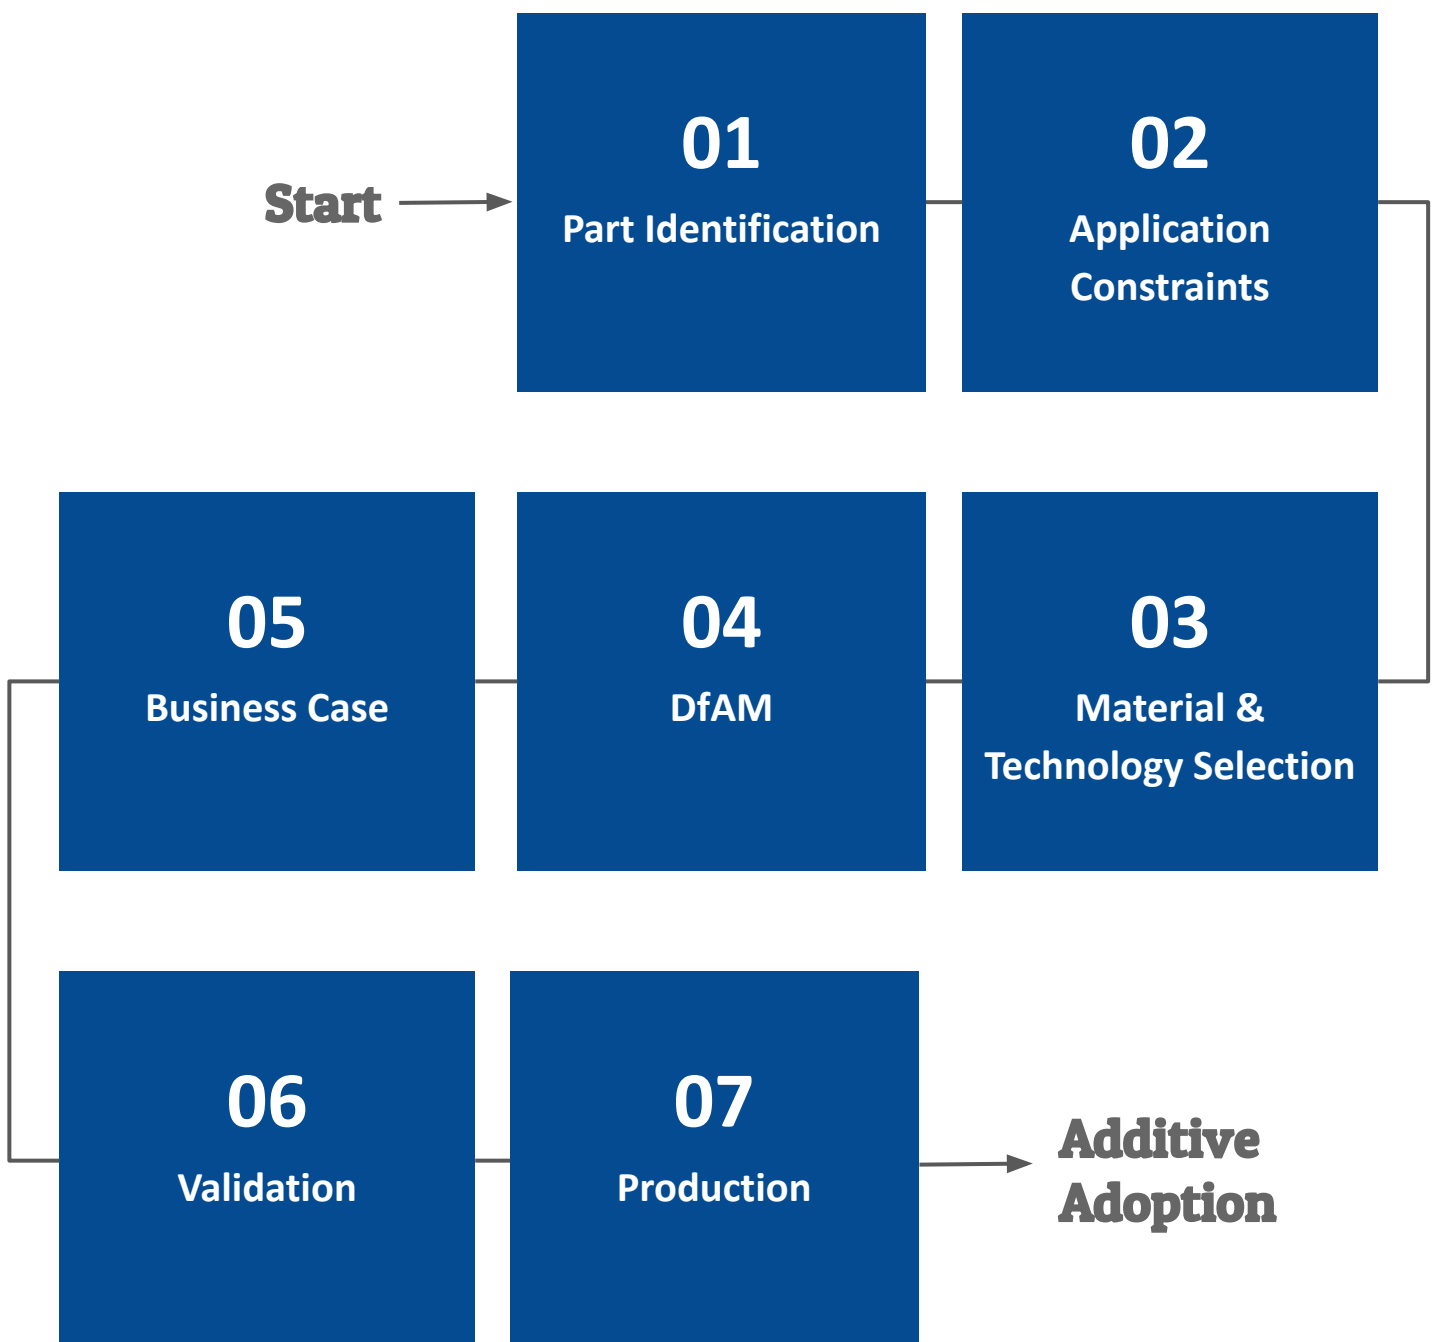 Start
01
Part Identification
02
Application
Constraints
03
Material &
Technology Selection
04
DfAM
05
Business Case
06
Validation
07
Production
Additive
Adoption